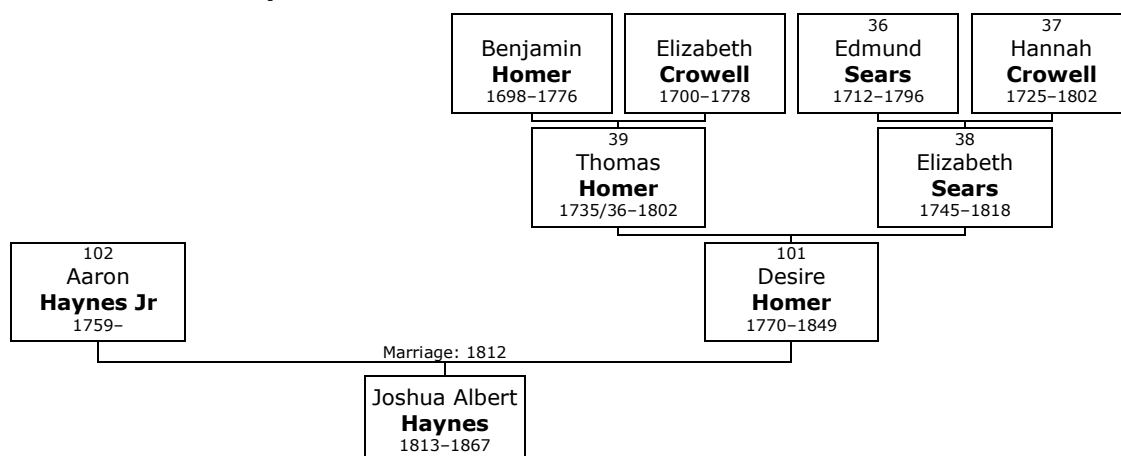 Benjamin
Homer
1698–1776
Elizabeth
Crowell
1700–1778
36
Edmund
Sears
1712–1796
37
Hannah
Crowell
1725–1802
39
Thomas
Homer
1735/36–1802
38
Elizabeth
Sears
1745–1818
102
Aaron
Haynes Jr
1759–
101
Desire
Homer
1770–1849
Marriage: 1812
Joshua Albert
Haynes
1813–1867